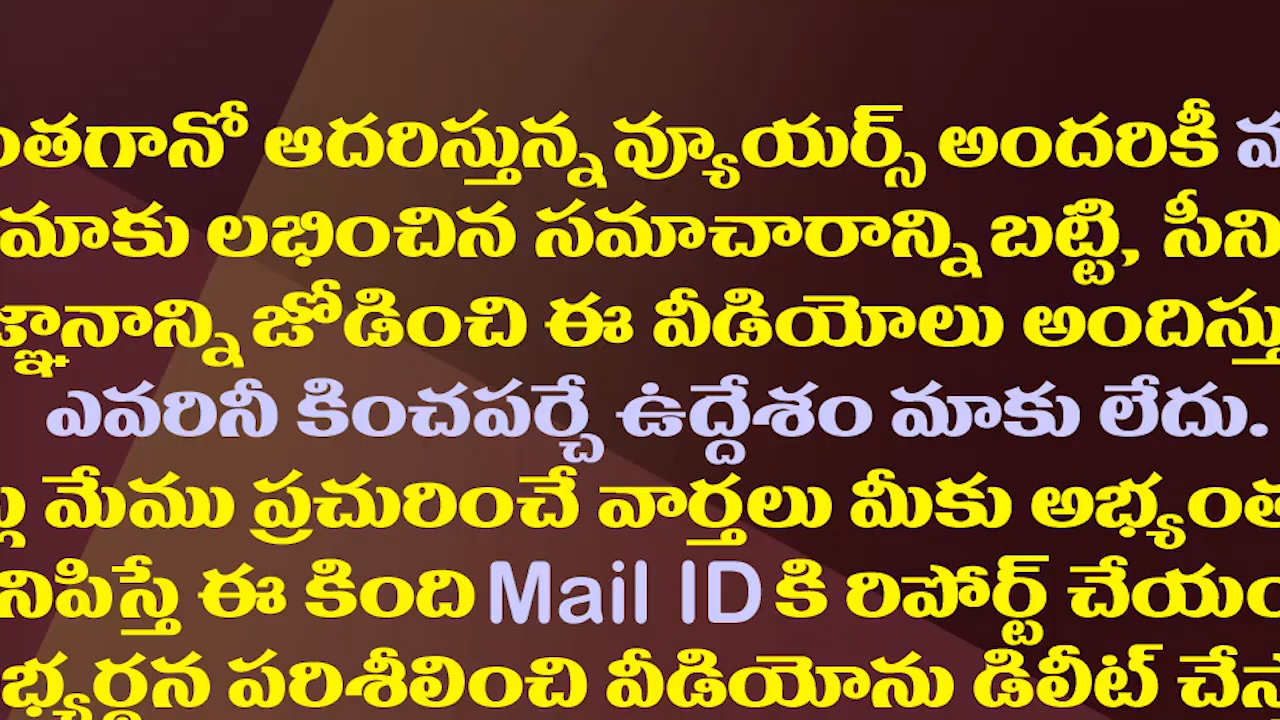 ంతగానో ఆదరిస్తున్న వ్యూయర్స్ అందరికీ
మాకు లభించిన సమాచారాన్ని బట్టి, సీని
జ్ఞానాన్ని జోడించి ఈ వీడియోలు అందిస్తు
ఎవరినీ కించపర్చే ఉద్దేశం మాకు లేదు.
మేము ప్రచురించే వార్తలు మీకు అభ్యంత
నిపిస్తే ఈ కింది Mail ID కి రిపోర్ట్ చేయం
భ్యర్థన పరిశీలించి వీడియోను డిలీట్ చేస